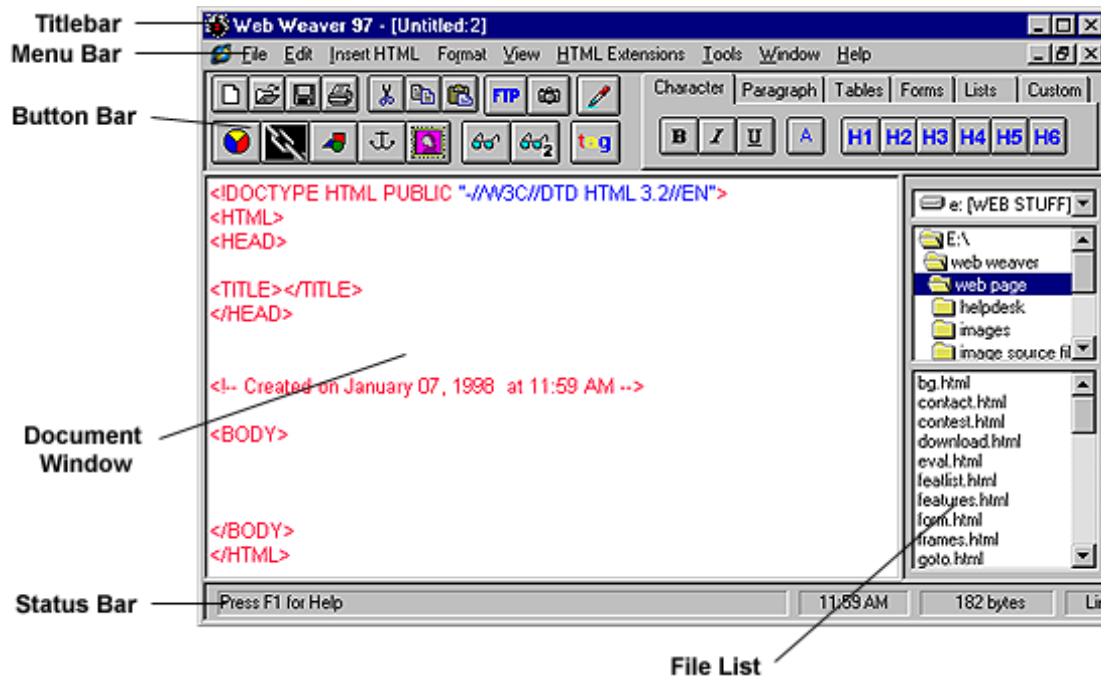 Titlebar
Web Weaver 97 - [Untitled:2]
Menu Bar
File Edit Insert HTML Format View HTML Extensions Tools Window Help
Button Bar
FTP
Character Paragraph Tables Forms Lists Custom
B I U A H1 H2 H3 H4 H5 H6
2
tag
<!DOCTYPE HTML PUBLIC "-//W3C//DTD HTML 3.2//EN">
<HTML>
<HEAD>
<TITLE></TITLE>
</HEAD>
<!-- Created on January 07, 1998 at 11:59 AM -->
<BODY>
</BODY>
</HTML>
e: [WEB STUFF]
E:\
web weaver
web page
helpdesk
images
image source fil
bg.html
contact.html
contest.html
download.html
eval.html
featlist.html
features.html
form.html
frames.html
goto.html
Document
Window
Status Bar
Press F1 for Help 11:59 AM 182 bytes
File List